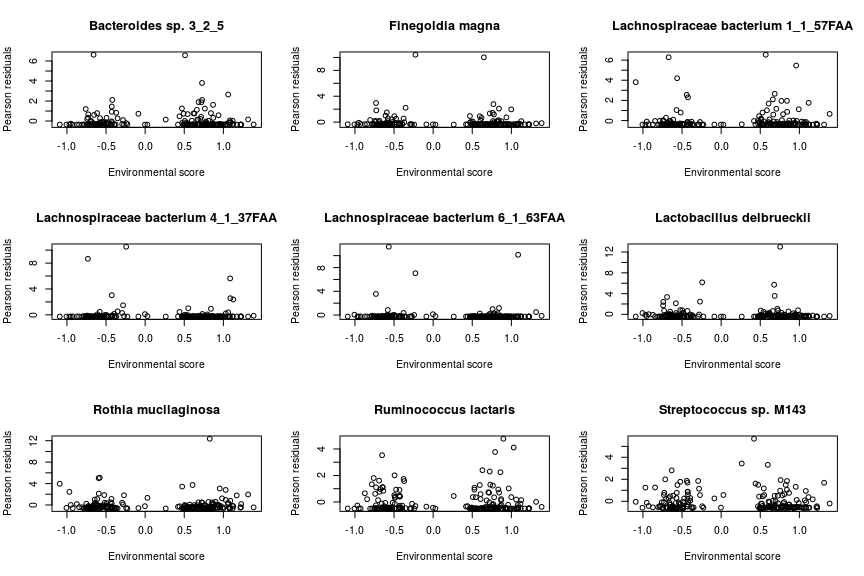 Bacteroides sp. 3_2_5
Pearson residuals
0 2 4 6
-1.0 -0.5 0.0 0.5 1.0
Environmental score
Finegoldia magna
Pearson residuals
0 4 8
-1.0 -0.5 0.0 0.5 1.0
Environmental score
Lachnospiraceae bacterium 1_1_57FAA
Pearson residuals
0 2 4 6
-1.0 -0.5 0.0 0.5 1.0
Environmental score
Lachnospiraceae bacterium 4_1_37FAA
Pearson residuals
0 4 8
-1.0 -0.5 0.0 0.5 1.0
Environmental score
Lachnospiraceae bacterium 6_1_63FAA
Pearson residuals
0 4 8
-1.0 -0.5 0.0 0.5 1.0
Environmental score
Lactobacillus delbrueckii
Pearson residuals
0 4 8 12
-1.0 -0.5 0.0 0.5 1.0
Environmental score
Rothia mucilaginosa
Pearson residuals
0 4 8 12
-1.0 -0.5 0.0 0.5 1.0
Environmental score
Ruminococcus lactaris
Pearson residuals
0 2 4
-1.0 -0.5 0.0 0.5 1.0
Environmental score
Streptococcus sp. M143
Pearson residuals
0 2 4
-1.0 -0.5 0.0 0.5 1.0
Environmental score